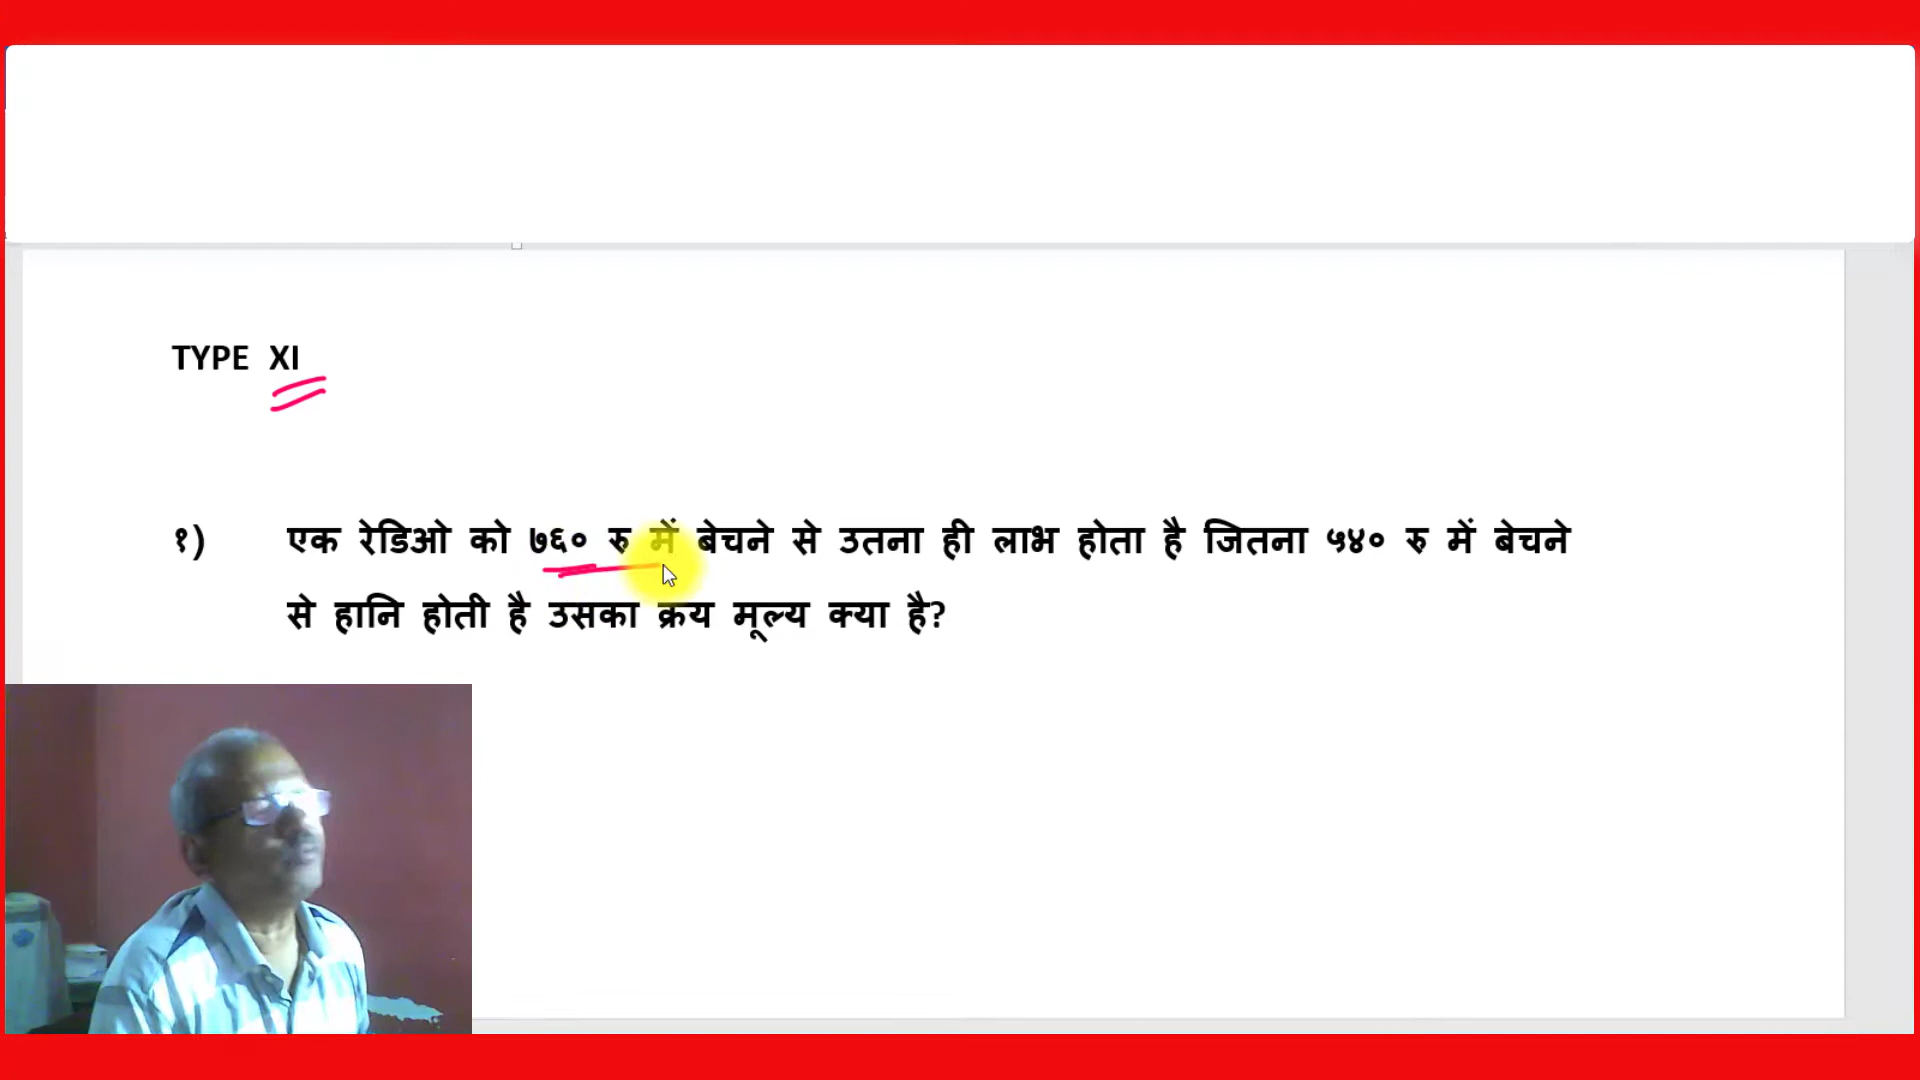 TYPE XI
१) एक रेडिओ को ७६० रु में बेचने से उतना ही लाभ होता है जितना ५४० रु में बेचने
से हानि होती है उसका क्रय मूल्य क्या है?